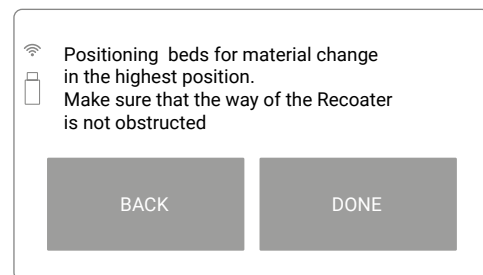 Positioning  beds for material change
in the highest position.
Make sure that the way of the Recoater
is not obstructed
BACK
DONE